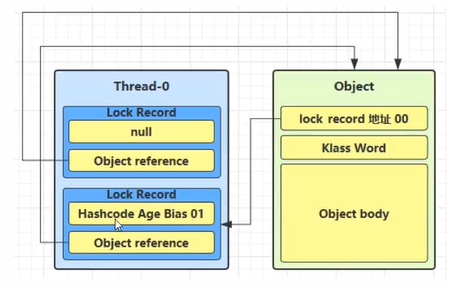 Thread-0
Lock Record
null
Object reference
Lock Record
Hashcode Age Bias 01
Object reference
Object
lock record 地址 00
Klass Word
Object body